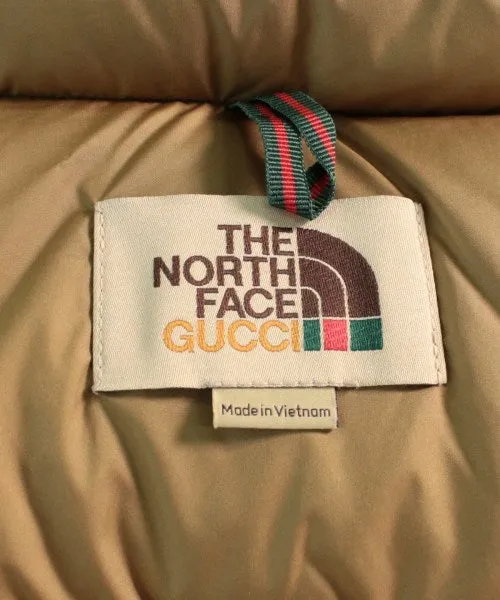 THE
NORTH
FACE
GUCCI
Made in Vietnam